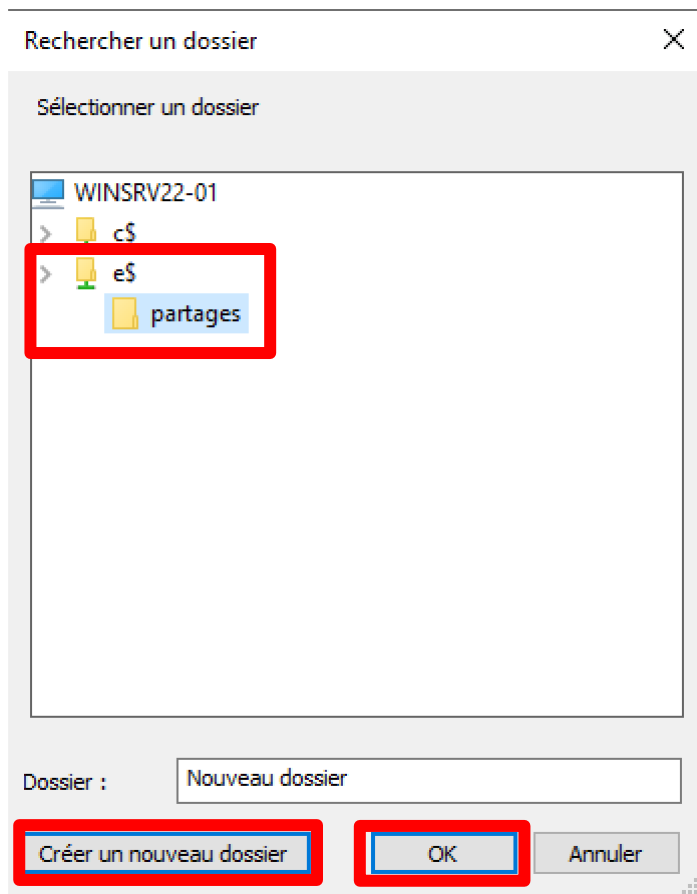 Rechercher un dossier
Sélectionner un dossier
WINSRV22-01
c$
e$
partages
Dossier : Nouveau dossier
Créer un nouveau dossier OK Annuler